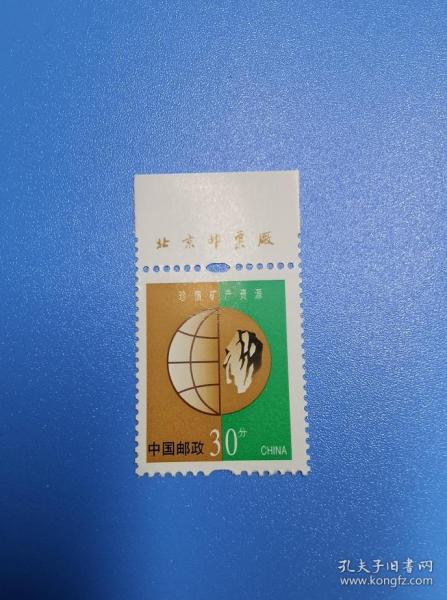 北京邮票厂
珍惜矿产资源
中国邮政 30分 CHINA
孔夫子旧书网
www.kongfz.com